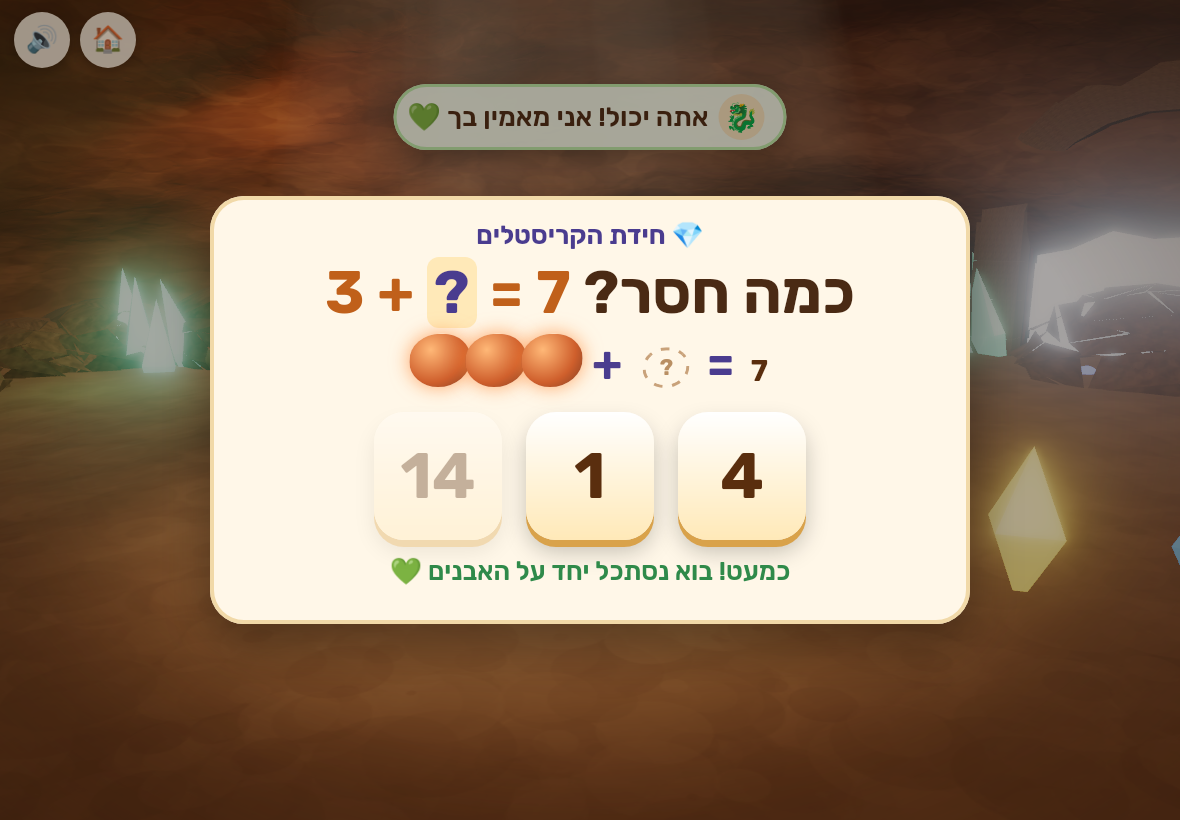 אתה יכול! אני מאמין בך 💚
💎 חידת הקריסטלים
כמה חסר? 3 + ? = 7
+ ? = 7
14 1 4
כמעט! בוא נסתכל יחד על האבנים 💚